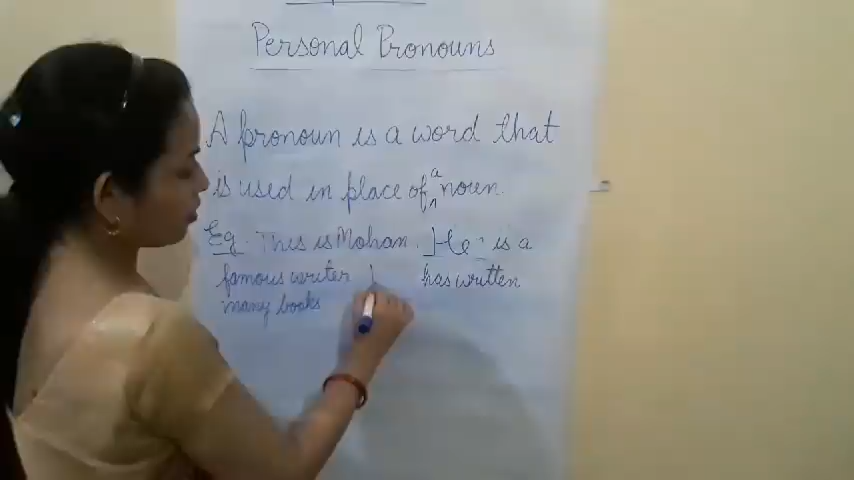 Personal Pronouns
A pronoun is a word that
is used in place of a noun.
Eg. This is Mohan. He is a
famous writer has written
many books